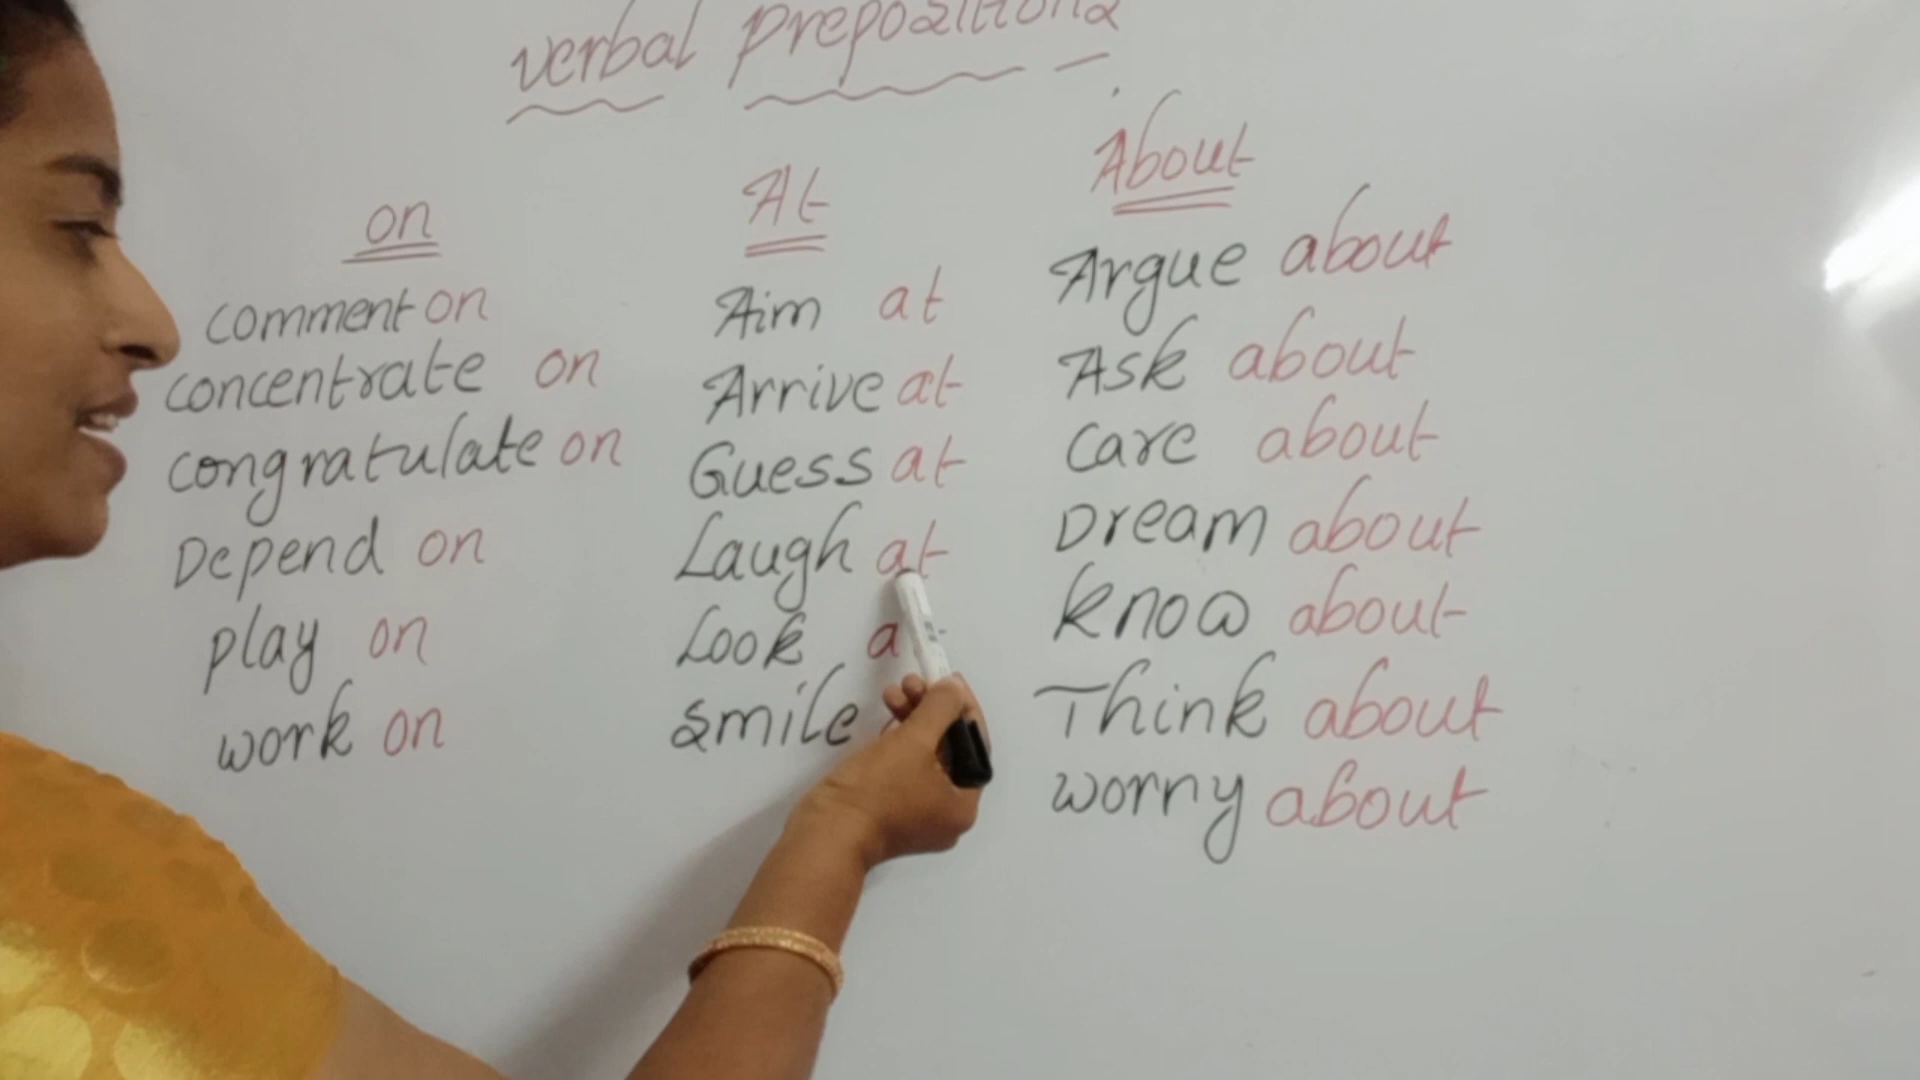 verbal prepositions
on
comment on
concentrate on
congratulate on
Depend on
play on
work on
At
Aim at
Arrive at
Guess at
Laugh at
Look a
smile
About
Argue about
Ask about
care about
Dream about
know about
Think about
worry about